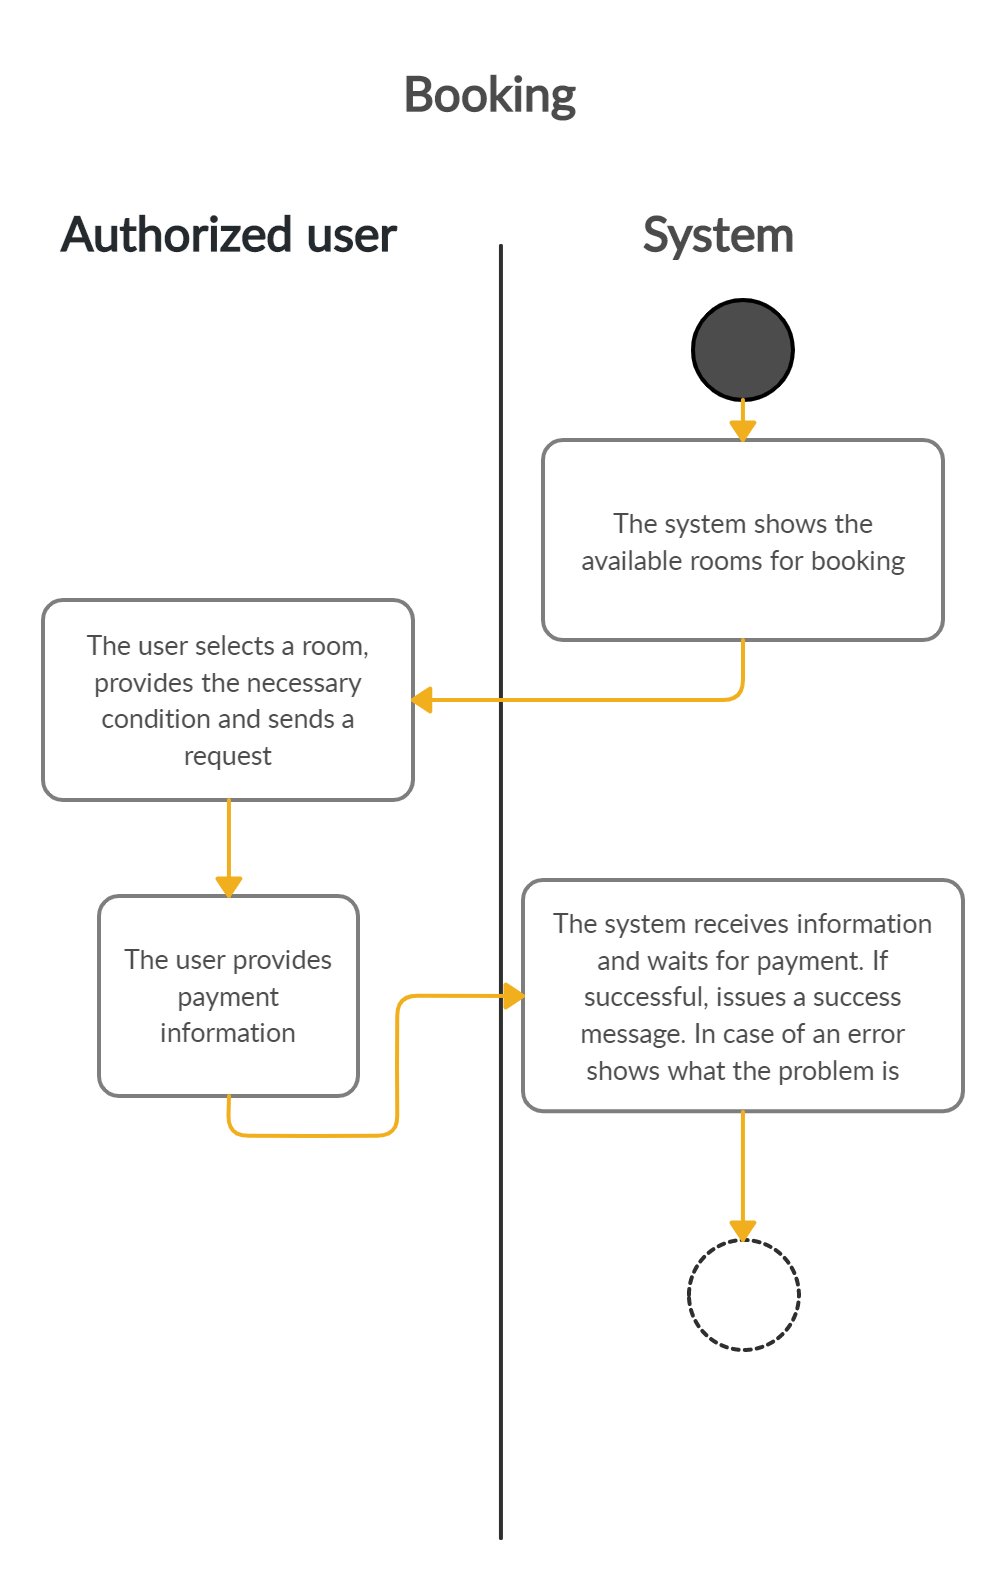 Booking
Authorized user
System
The system shows the
available rooms for booking
The user selects a room,
provides the necessary
condition and sends a
request
The user provides
payment
information
The system receives information
and waits for payment. If
successful, issues a success
message. In case of an error
shows what the problem is